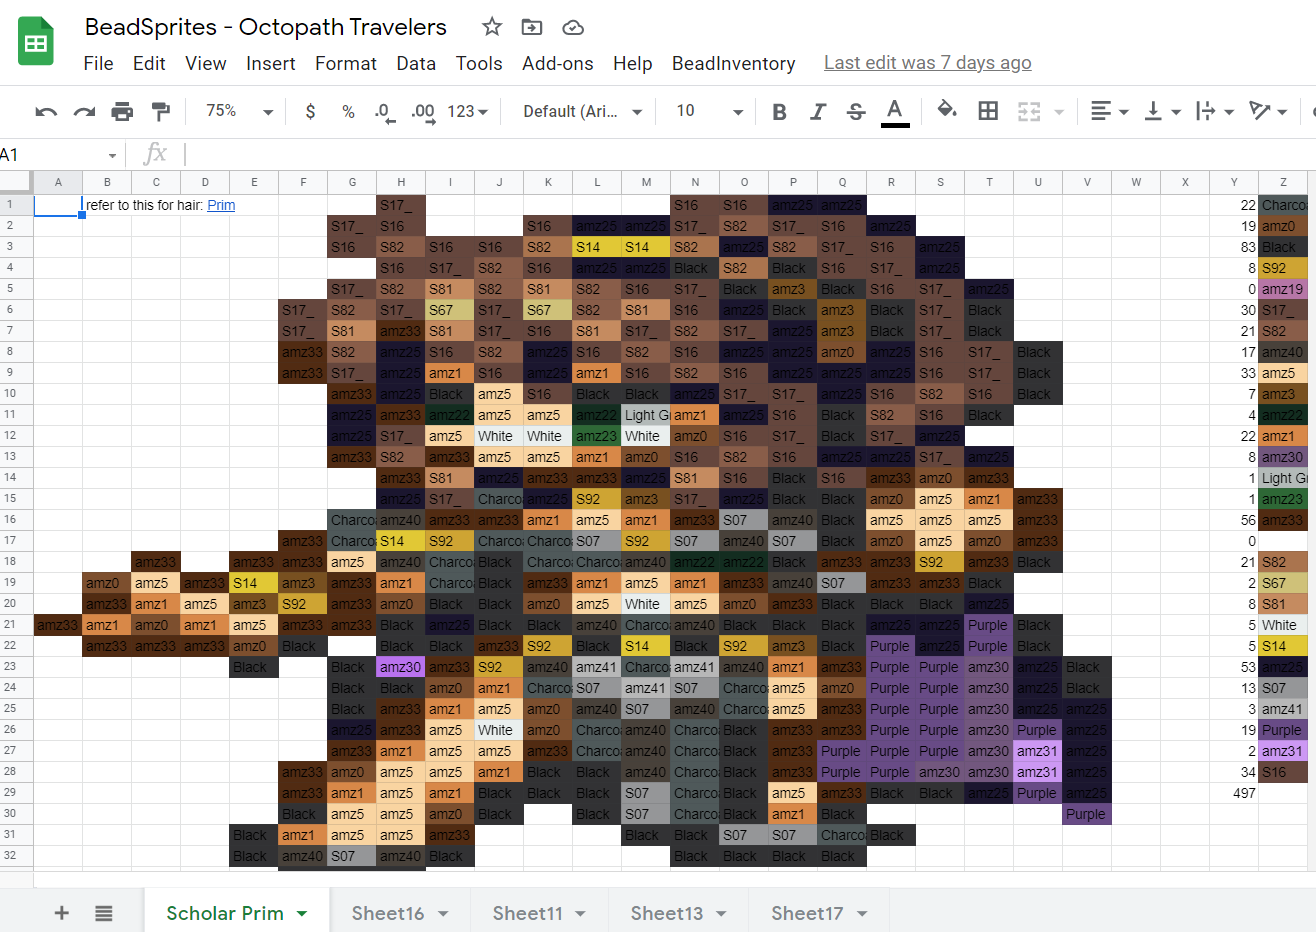 BeadSprites - Octopath Travelers
File Edit View Insert Format Data Tools Add-ons Help BeadInventory Last edit was 7 days ago
75% $ % .0 .00 123 Default (Ari... 10 B I S A
A1 fx
A B C D E F G H I J K L M N O P Q R S T U V W X Y Z
1 refer to this for hair: Prim S17_ S16 S16 amz25 amz25 22 Charco
2 S17_ S16 S16 amz25 amz25 S17_ S82 S17_ S16 amz25 19 amz0
3 S16 S82 S16 S16 S82 S14 S14 S82 amz25 S82 S17_ S16 amz25 83 Black
4 S16 S17_ S82 S16 amz25 amz25 Black S82 Black S16 S17_ amz25 8 S92
5 S17_ S82 S81 S82 S81 S82 S16 S17_ Black amz3 Black S16 S17_ amz25 0 amz19
6 S17_ S82 S17_ S67 S17_ S67 S82 S81 S16 amz25 Black amz3 Black S17_ Black 30 S17_
7 S17_ S81 amz33 S81 S17_ S16 S81 S17_ S82 S17_ amz25 amz3 Black S17_ Black 21 S82
8 amz33 S82 amz25 S16 S82 amz25 S16 S82 S16 amz25 amz25 amz0 amz25 S16 S17_ Black 17 amz40
9 amz33 S17_ amz25 amz1 S16 amz25 amz1 S16 S82 S16 amz25 amz25 amz25 S16 S17_ Black 33 amz5
10 amz33 amz25 Black amz5 S16 Black Black amz25 S17_ S17_ amz25 S16 S82 S16 Black 7 amz3
11 amz25 amz33 amz22 amz5 amz5 amz22 Light G amz1 amz25 S16 Black S82 S16 Black 4 amz22
12 amz25 S17_ amz5 White White amz23 White amz0 S16 S17_ Black S17_ amz25 22 amz1
13 amz33 S82 amz33 amz5 amz5 amz1 amz0 S16 S82 S16 amz25 amz25 S17_ amz25 8 amz30
14 amz33 S81 amz25 amz33 amz33 amz25 S81 S16 Black S16 amz33 amz0 amz33 1 Light G
15 amz25 S17_ Charco amz25 S92 amz3 S17_ amz25 Black Black amz0 amz5 amz1 amz33 1 amz23
16 Charco amz40 amz33 amz33 amz1 amz5 amz1 amz33 S07 amz40 Black amz5 amz5 amz5 amz33 56 amz33
17 amz33 Charco S14 S92 Charco Charco S07 S92 S07 amz40 S07 Black amz0 amz5 amz0 amz33 0
18 amz33 amz33 amz33 amz5 amz40 Charco Black Charco Charco amz40 amz22 amz22 Black amz33 amz33 S92 amz33 Black 21 S82
19 amz0 amz5 amz33 S14 amz3 amz33 amz1 Charco Black amz33 amz1 amz5 amz1 amz33 amz40 S07 amz33 amz33 Black 2 S67
20 amz33 amz1 amz5 amz3 S92 amz33 amz0 Black Black amz0 amz5 White amz5 amz0 amz33 Black Black Black amz25 8 S81
21 amz33 amz1 amz0 amz1 amz5 amz33 amz33 Black amz25 Black Black amz40 Charco amz40 Black Black Black amz25 amz25 Purple Black 5 White
22 amz33 amz33 amz33 amz0 Black Black Black amz33 S92 Black S14 Black S92 amz3 Black Purple amz25 Purple Black 5 S14
23 Black Black amz30 amz33 S92 amz40 amz41 Charco amz41 amz40 amz1 amz33 Purple Purple amz30 amz25 Black 53 amz25
24 Black Black amz0 amz1 Charco S07 amz41 S07 Charco amz5 amz0 Purple Purple amz30 amz25 Black 13 S07
25 Black amz33 amz1 amz5 amz0 amz40 S07 amz40 Charco amz5 amz33 Purple Purple amz30 amz25 amz25 3 amz41
26 amz25 amz33 amz5 White amz0 Charco amz40 Charco Black amz33 amz33 Purple Purple amz30 Purple amz25 19 Purple
27 amz33 amz1 amz5 amz5 amz33 Charco amz40 Charco Black amz33 Purple Purple Purple amz30 amz31 amz25 2 amz31
28 amz33 amz0 amz5 amz5 amz1 Black Black amz40 Charco Black amz33 Purple Purple amz30 amz30 amz31 amz25 34 S16
29 amz33 amz1 amz5 amz1 Black Black Black S07 Charco Black amz5 amz33 Black Black amz25 Purple amz25 497
30 Black amz5 amz5 amz0 Black Black S07 Charco Black amz1 Black Purple
31 Black amz1 amz5 amz5 amz33 Black Black S07 S07 Charco Black
32 Black amz40 S07 amz40 Black Black Black Black Black
Scholar Prim Sheet16 Sheet11 Sheet13 Sheet17